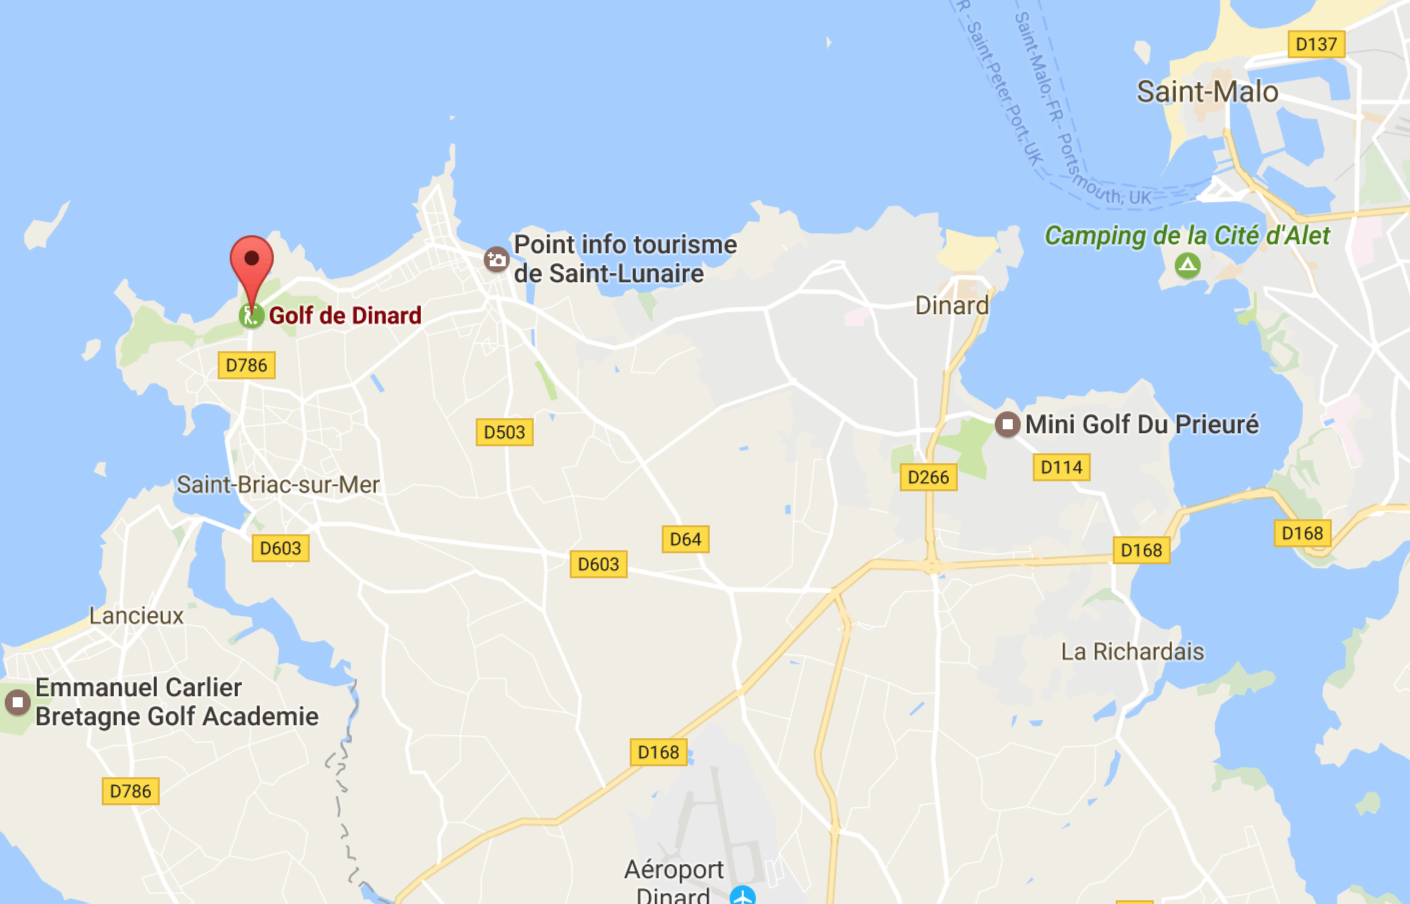 D137
Saint-Malo
FR - Saint Peter Port, UK
Saint-Malo, FR - Portsmouth, UK
Camping de la Cité d'Alet
Point info tourisme
de Saint-Lunaire
Golf de Dinard
Dinard
D786
Mini Golf Du Prieuré
D503
D114
D266
Saint-Briac-sur-Mer
D168
D64
D603
D168
D603
Lancieux
La Richardais
Emmanuel Carlier
Bretagne Golf Academie
D168
D786
Aéroport
Dinard